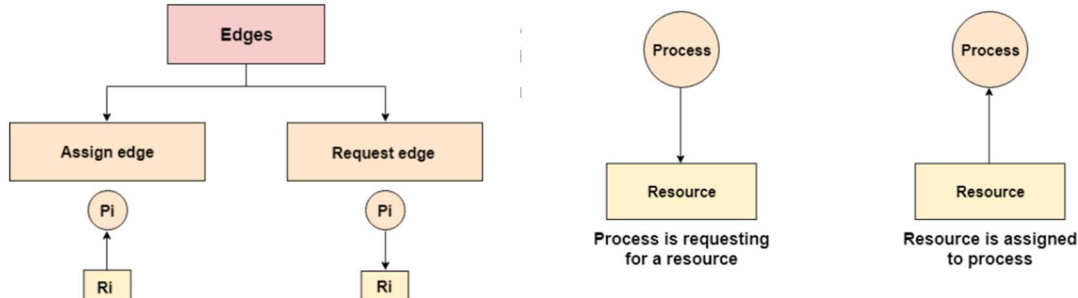 Edges
Assign edge
Request edge
Pi
Pi
Ri
Ri
Process
Resource
Process is requesting
for a resource
Process
Resource
Resource is assigned
to process